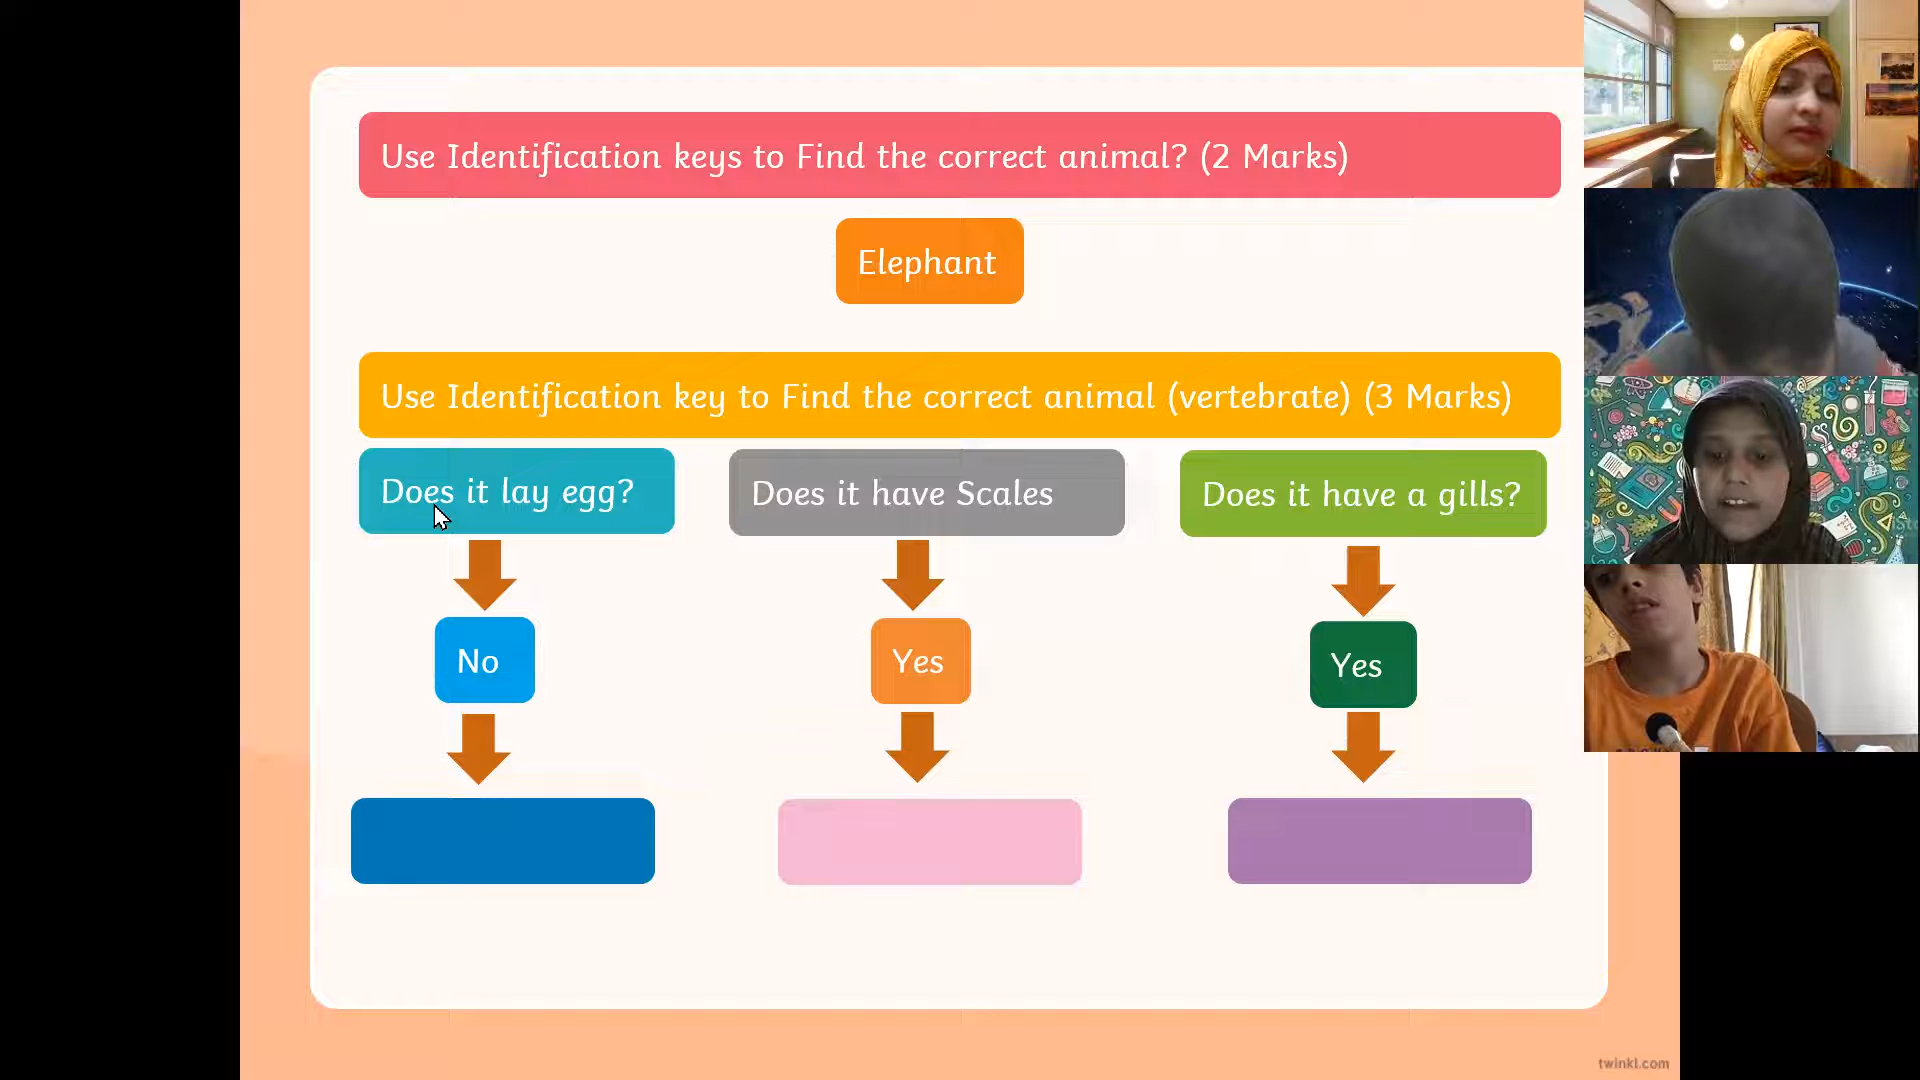 Use Identification keys to Find the correct animal? (2 Marks)
Elephant
Use Identification key to Find the correct animal (vertebrate) (3 Marks)
Does it lay egg?
Does it have Scales
Does it have a gills?
No
Yes
Yes
twinkl.com